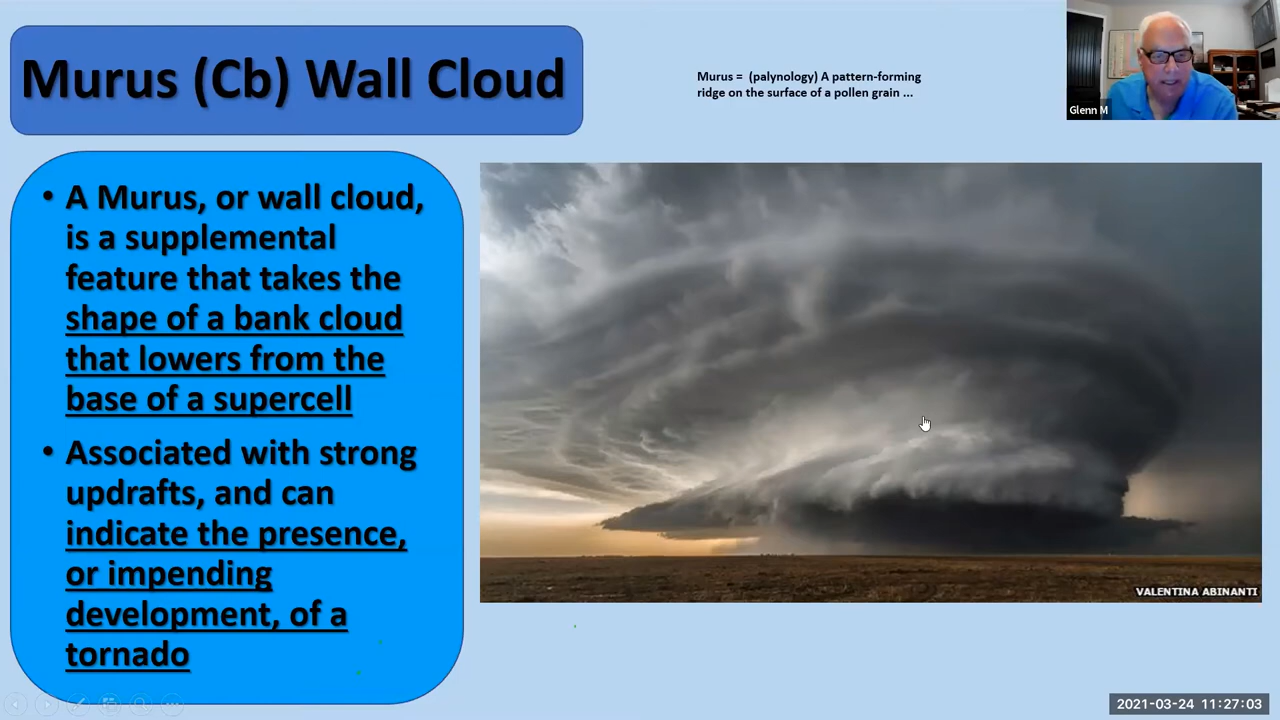 Murus (Cb) Wall Cloud
Murus = (palynology) A pattern-forming
ridge on the surface of a pollen grain ...
Glenn M
• A Murus, or wall cloud,
is a supplemental
feature that takes the
shape of a bank cloud
that lowers from the
base of a supercell
• Associated with strong
updrafts, and can
indicate the presence,
or impending
development, of a
tornado
VALENTINA ABINANTI
2021-03-24 11:27:03